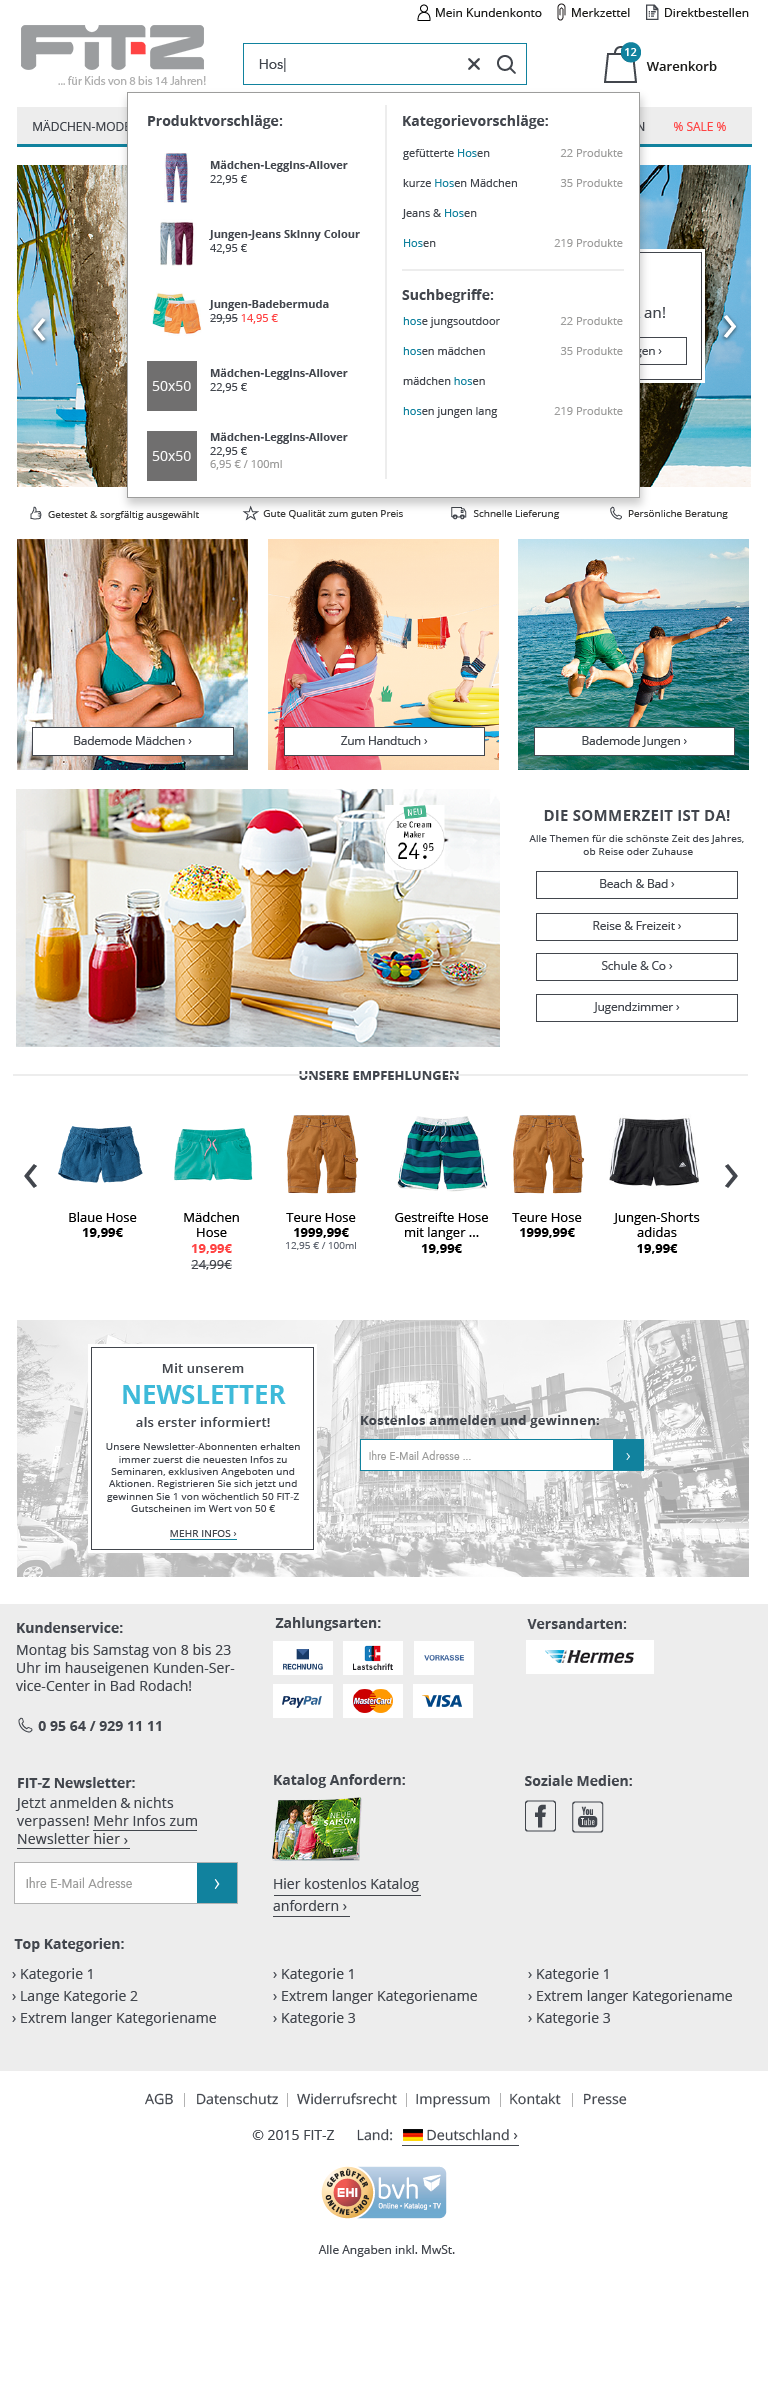 Mein Kundenkonto
Merkzettel
Direktbestellen
FIT-Z
... für Kids von 8 bis 14 Jahren!
Hos
12
Warenkorb
MÄDCHEN-MODE
N
% SALE %
Produktvorschläge:
Mädchen-Leggins-Allover
22,95 €
Jungen-Jeans Skinny Colour
42,95 €
Jungen-Badebermuda
29,95 14,95 €
50x50
Mädchen-Leggins-Allover
22,95 €
50x50
Mädchen-Leggins-Allover
22,95 €
6,95 € / 100ml
Kategorievorschläge:
gefütterte Hosen 22 Produkte
kurze Hosen Mädchen 35 Produkte
Jeans & Hosen
Hosen 219 Produkte
Suchbegriffe:
hose jungsoutdoor 22 Produkte
hosen mädchen 35 Produkte
mädchen hosen
hosen jungen lang 219 Produkte
an!
gen ›
Getestet & sorgfältig ausgewählt
Gute Qualität zum guten Preis
Schnelle Lieferung
Persönliche Beratung
Bademode Mädchen ›
Zum Handtuch ›
Bademode Jungen ›
NEU
Ice Cream
Maker
24.95
DIE SOMMERZEIT IST DA!
Alle Themen für die schönste Zeit des Jahres,
ob Reise oder Zuhause
Beach & Bad ›
Reise & Freizeit ›
Schule & Co ›
Jugendzimmer ›
UNSERE EMPFEHLUNGEN
Blaue Hose
19,99€
Mädchen
Hose
19,99€
24,99€
Teure Hose
1999,99€
12,95 € / 100ml
Gestreifte Hose
mit langer ...
19,99€
Teure Hose
1999,99€
Jungen-Shorts
adidas
19,99€
Mit unserem
NEWSLETTER
als erster informiert!
Unsere Newsletter-Abonnenten erhalten
immer zuerst die neuesten Infos zu
Seminaren, exklusiven Angeboten und
Aktionen. Registrieren Sie sich jetzt und
gewinnen Sie 1 von wöchentlich 50 FIT-Z
Gutscheinen im Wert von 50 €
MEHR INFOS ›
Kostenlos anmelden und gewinnen:
Ihre E-Mail Adresse ...
›
Kundenservice:
Montag bis Samstag von 8 bis 23
Uhr im hauseigenen Kunden-Ser-
vice-Center in Bad Rodach!
0 95 64 / 929 11 11
Zahlungsarten:
RECHNUNG
Lastschrift
VORKASSE
PayPal
MasterCard
VISA
Versandarten:
Hermes
FIT-Z Newsletter:
Jetzt anmelden & nichts
verpassen! Mehr Infos zum
Newsletter hier ›
Ihre E-Mail Adresse
›
Katalog Anfordern:
NEUE
SAISON
FIT-Z
Hier kostenlos Katalog
anfordern ›
Soziale Medien:
You
Tube
Top Kategorien:
› Kategorie 1
› Lange Kategorie 2
› Extrem langer Kategoriename
› Kategorie 1
› Extrem langer Kategoriename
› Kategorie 3
› Kategorie 1
› Extrem langer Kategoriename
› Kategorie 3
AGB | Datenschutz | Widerrufsrecht | Impressum | Kontakt | Presse
© 2015 FIT-Z Land: Deutschland ›
GEPRÜFTER
EHI
ONLINE-SHOP
bvh
Online • Katalog • TV
Alle Angaben inkl. MwSt.